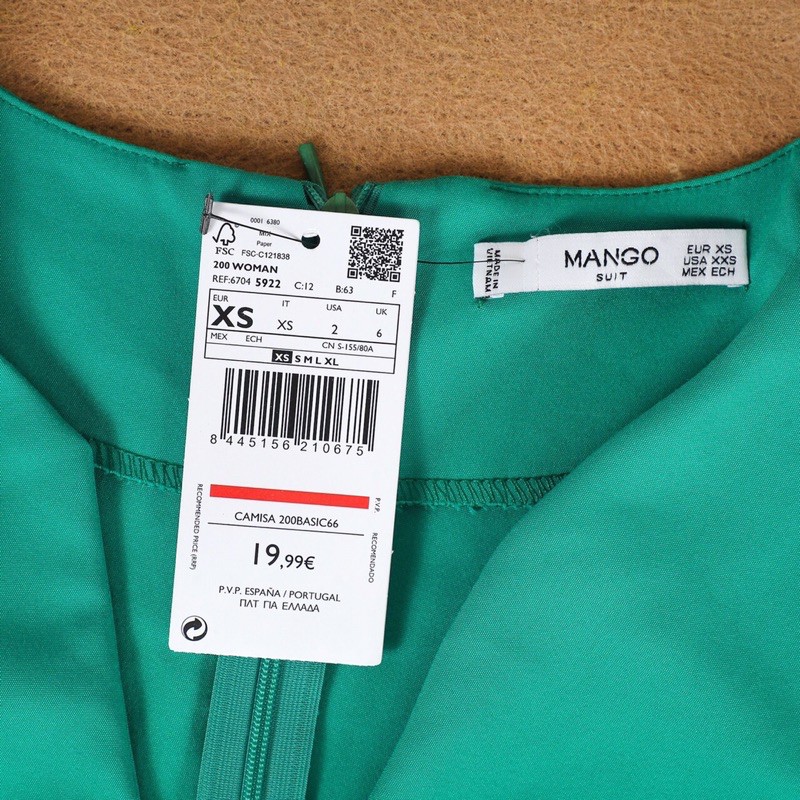 0001 6380
MIX
Paper
FSC FSC-C121838
200 WOMAN
REF:6704 5922 C:12 B:63 F
EUR IT USA UK
XS XS 2 6
MEX ECH CN S-155/80A
XS S M L XL
8 445156 210675
P.V.P. RECOMENDADO
RECOMMENDED PRICE (RRP)
CAMISA 200BASIC66
19,99€
P.V.P. ESPAÑA / PORTUGAL
ΠΛΤ ΓΙΑ ΕΛΛΑΔΑ
MADE IN
VIETNAM
MANGO
SUIT
EUR XS
USA XXS
MEX ECH